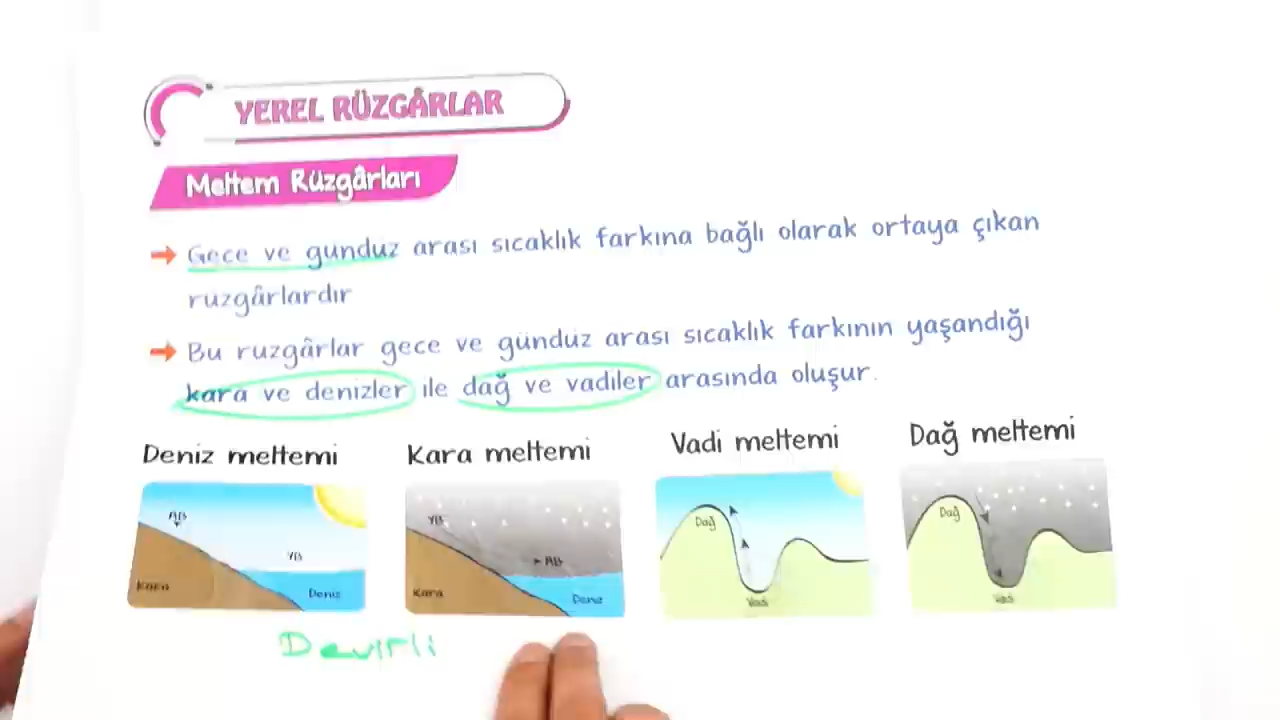 YEREL RÜZGÂRLAR
Meltem Rüzgârları
Gece ve gündüz arası sıcaklık farkına bağlı olarak ortaya çıkan
rüzgârlardır
Bu rüzgârlar gece ve gündüz arası sıcaklık farkının yaşandığı
kara ve denizler ile dağ ve vadiler arasında oluşur.
Deniz meltemi
Kara meltemi
Vadi meltemi
Dağ meltemi
AB
YB
Kara
Deniz
YB
AB
Kara
Deniz
Dağ
Vadi
Dağ
Vadi
Devirli